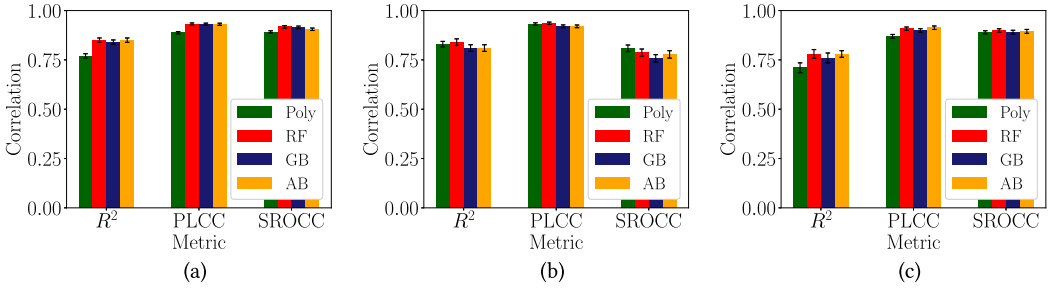 1.00
0.75
0.50
0.25
0.00
Correlation
Poly
RF
GB
AB
R² PLCC SROCC
Metric
(a)
1.00
0.75
0.50
0.25
0.00
Correlation
Poly
RF
GB
AB
R² PLCC SROCC
Metric
(b)
1.00
0.75
0.50
0.25
0.00
Correlation
Poly
RF
GB
AB
R² PLCC SROCC
Metric
(c)